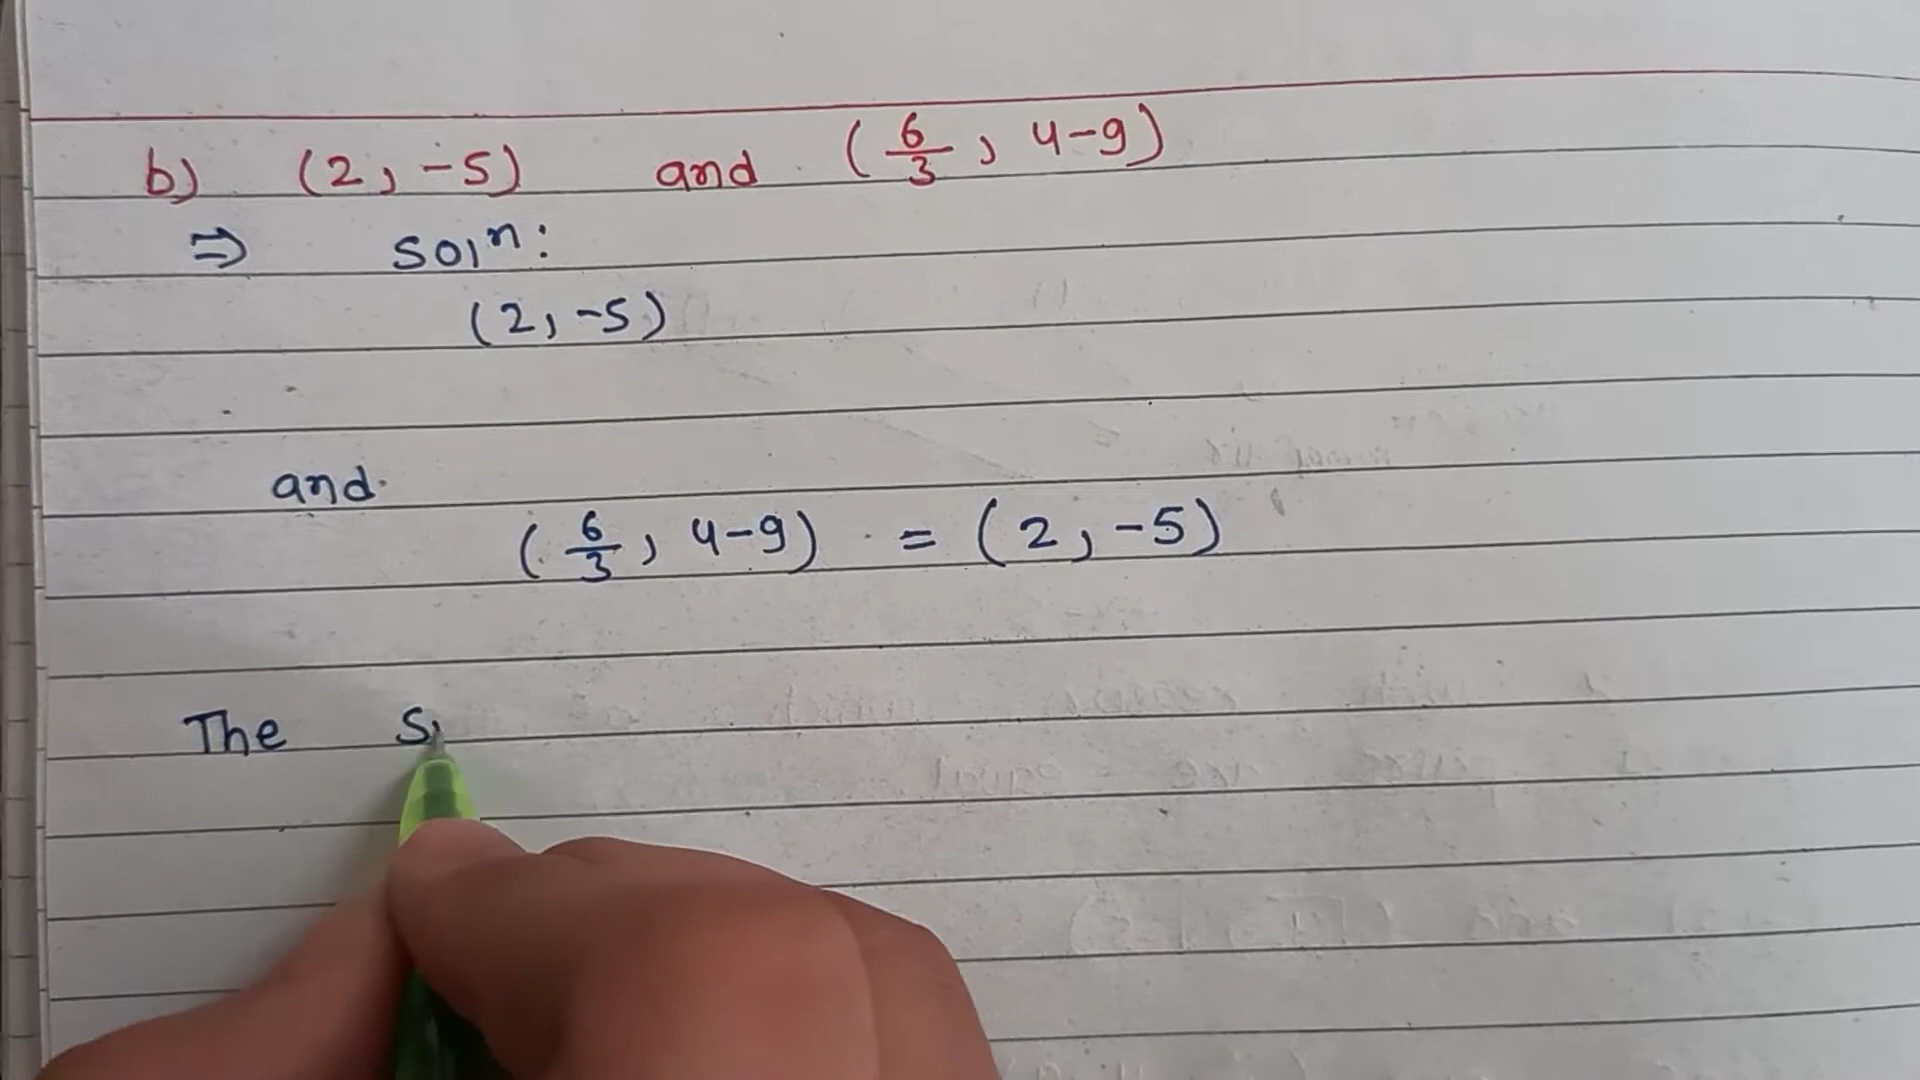 b) (2, -5) and (6/3, 4-9)
⇒ Solⁿ:
(2, -5)
and
(6/3, 4-9) = (2, -5)
The